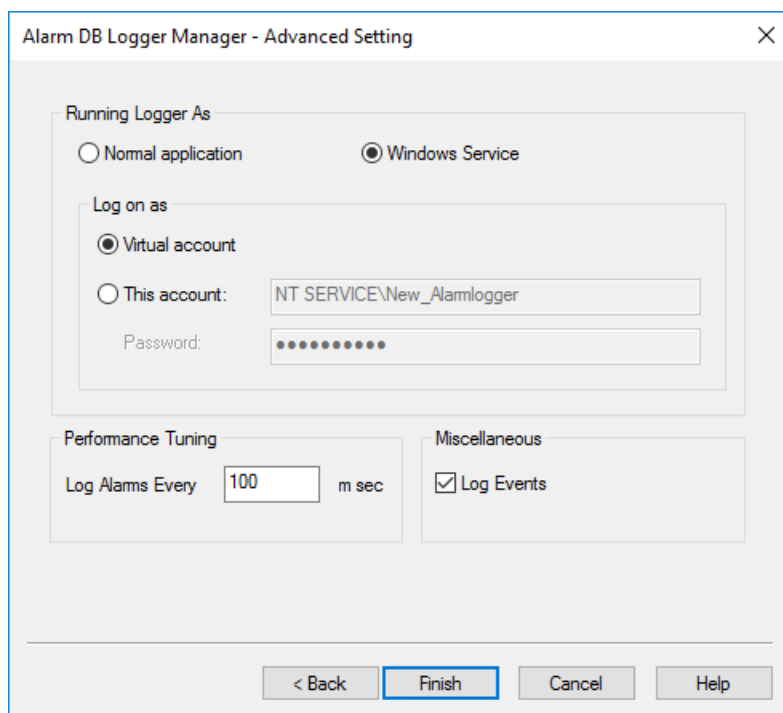 Alarm DB Logger Manager - Advanced Setting
Running Logger As
Normal application Windows Service
Log on as
Virtual account
This account: NT SERVICE\New_Alarmlogger
Password: ●●●●●●●●●●
Performance Tuning Miscellaneous
Log Alarms Every 100 m sec Log Events
< Back Finish Cancel Help